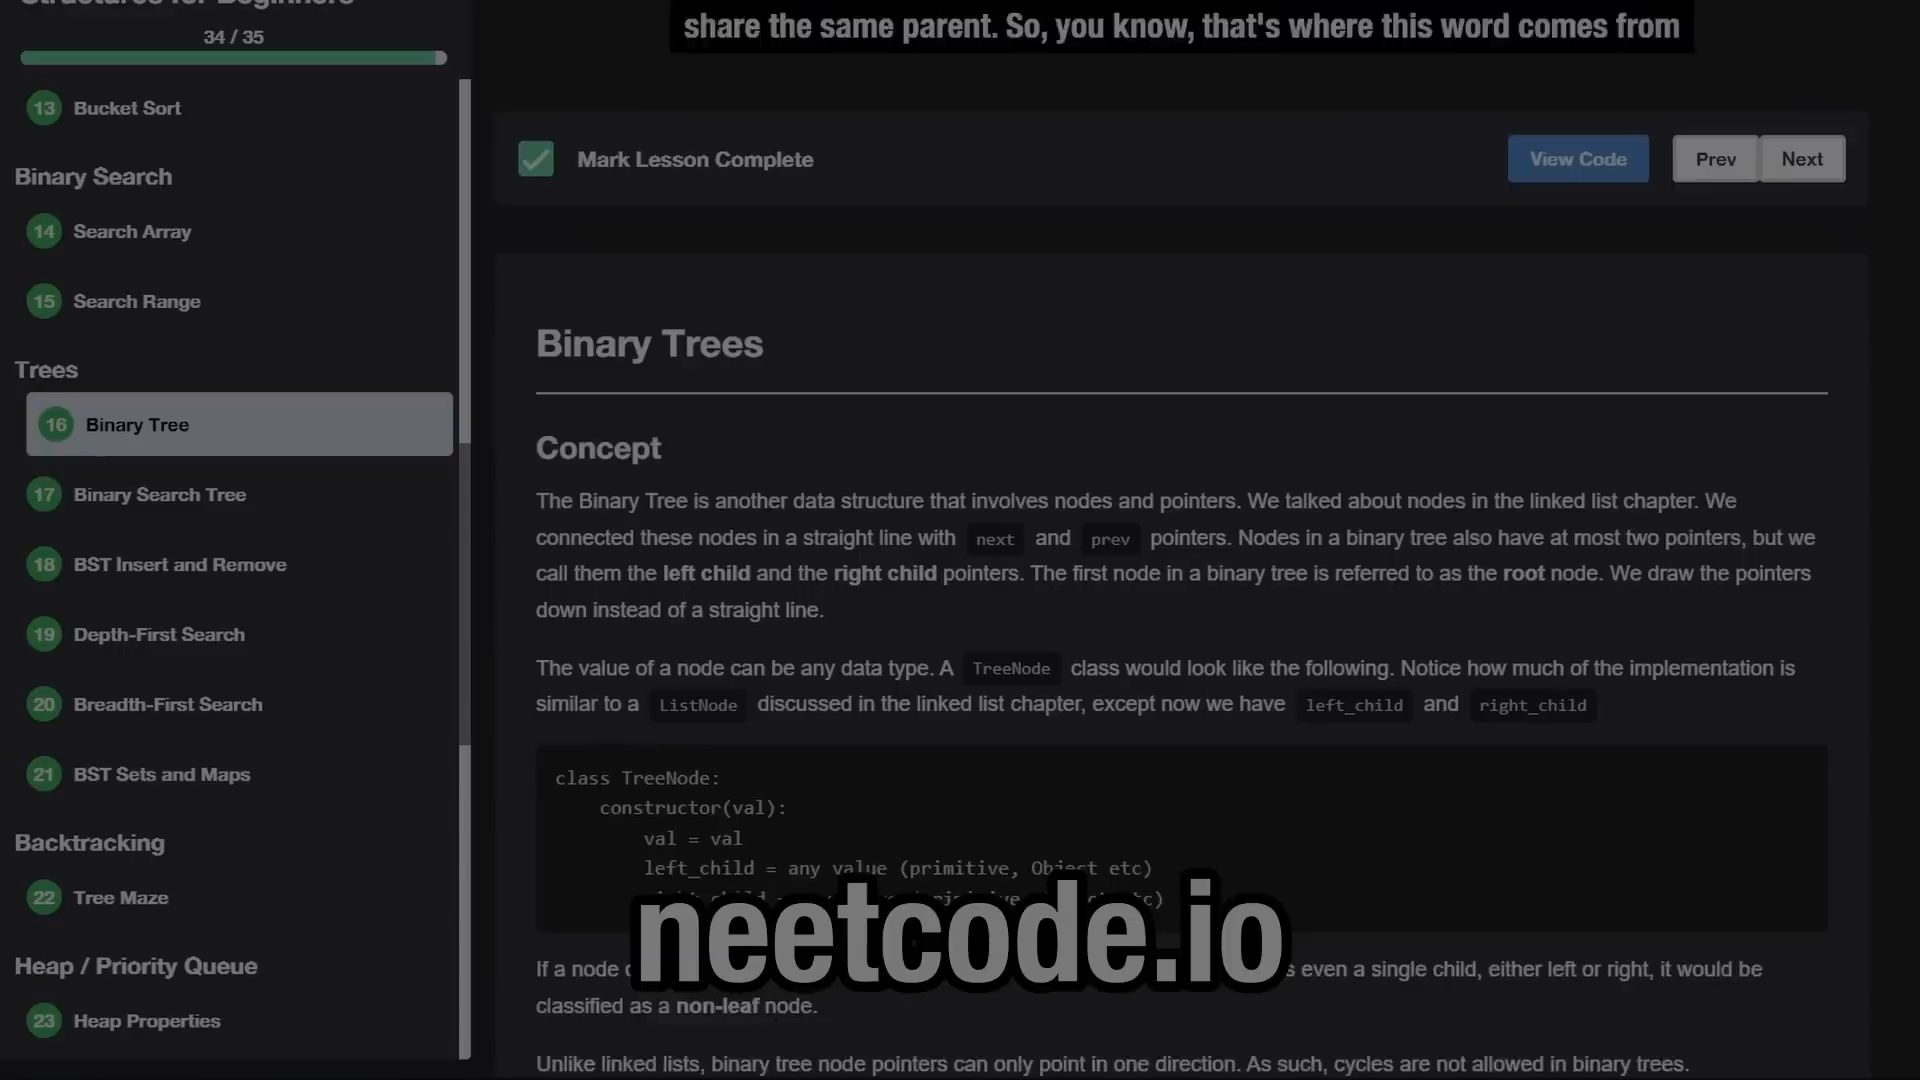 Structures for Beginners
34 / 35
13 Bucket Sort
Binary Search
14 Search Array
15 Search Range
Trees
16 Binary Tree
17 Binary Search Tree
18 BST Insert and Remove
19 Depth-First Search
20 Breadth-First Search
21 BST Sets and Maps
Backtracking
22 Tree Maze
Heap / Priority Queue
23 Heap Properties
share the same parent. So, you know, that's where this word comes from
Mark Lesson Complete
View Code
Prev
Next
Binary Trees
Concept
The Binary Tree is another data structure that involves nodes and pointers. We talked about nodes in the linked list chapter. We
connected these nodes in a straight line with next and prev pointers. Nodes in a binary tree also have at most two pointers, but we
call them the left child and the right child pointers. The first node in a binary tree is referred to as the root node. We draw the pointers
down instead of a straight line.
The value of a node can be any data type. A TreeNode class would look like the following. Notice how much of the implementation is
similar to a ListNode discussed in the linked list chapter, except now we have left_child and right_child
class TreeNode:
constructor(val):
val = val
left_child = any value (primitive, Object etc)
neetcode.io
If a node
s even a single child, either left or right, it would be
classified as a non-leaf node.
Unlike linked lists, binary tree node pointers can only point in one direction. As such, cycles are not allowed in binary trees.